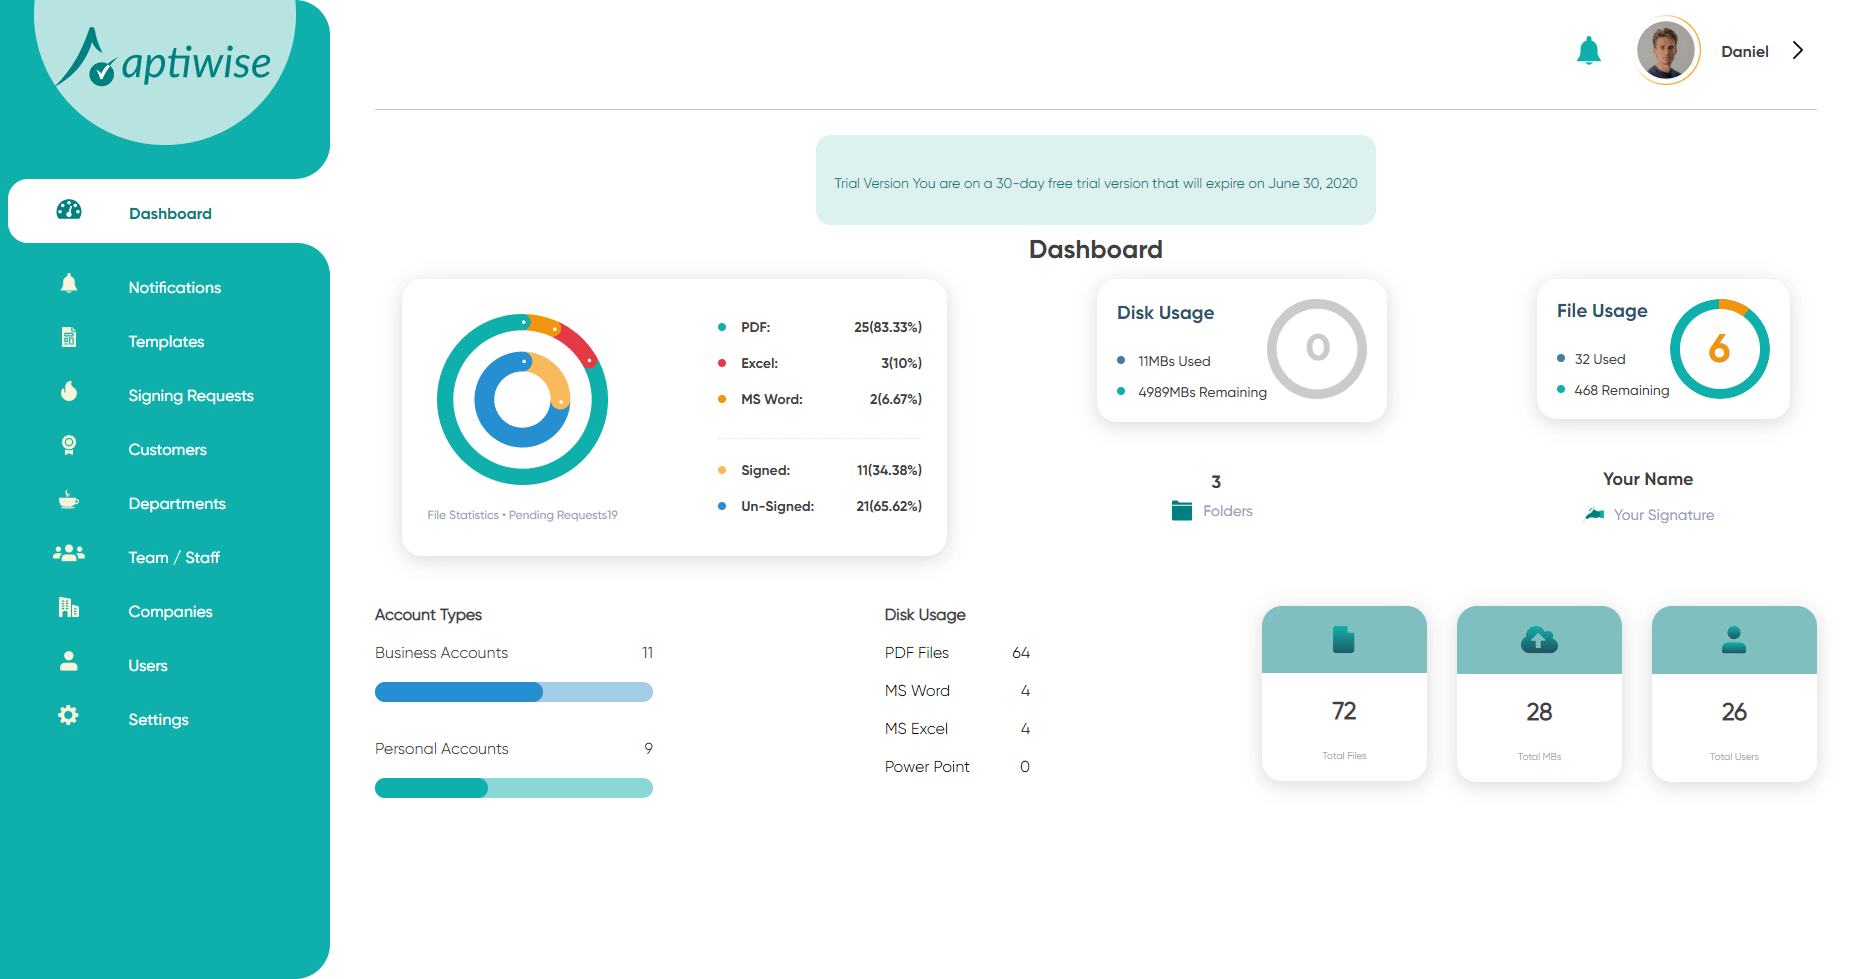 aptiwise
Daniel
Dashboard
Notifications
Templates
Signing Requests
Customers
Departments
Team / Staff
Companies
Users
Settings
Trial Version You are on a 30-day free trial version that will expire on June 30, 2020
Dashboard
PDF: 25(83.33%)
Excel: 3(10%)
MS Word: 2(6.67%)
Signed: 11(34.38%)
Un-Signed: 21(65.62%)
File Statistics • Pending Requests19
Disk Usage
11MBs Used
4989MBs Remaining
0
File Usage
32 Used
468 Remaining
6
3
Folders
Your Name
Your Signature
Account Types
Business Accounts 11
Personal Accounts 9
Disk Usage
PDF Files 64
MS Word 4
MS Excel 4
Power Point 0
72
Total Files
28
Total MBs
26
Total Users